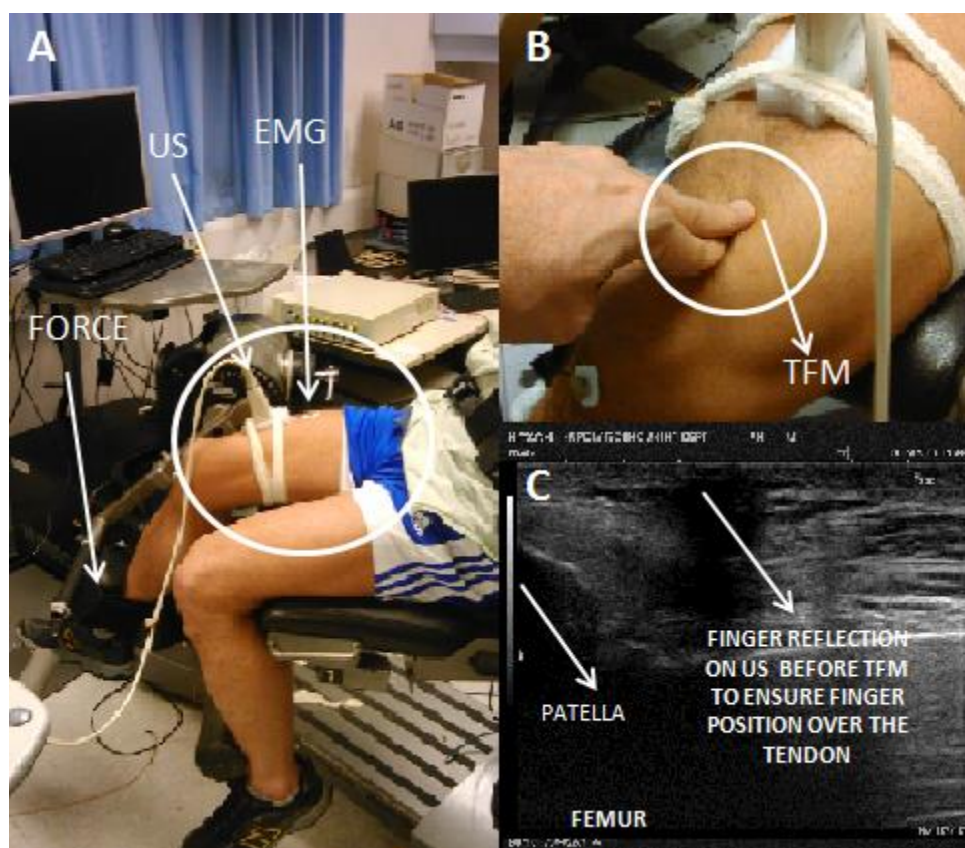 A
US
EMG
FORCE
B
TFM
C
FINGER REFLECTION
ON US BEFORE TFM
TO ENSURE FINGER
POSITION OVER THE
TENDON
PATELLA
FEMUR